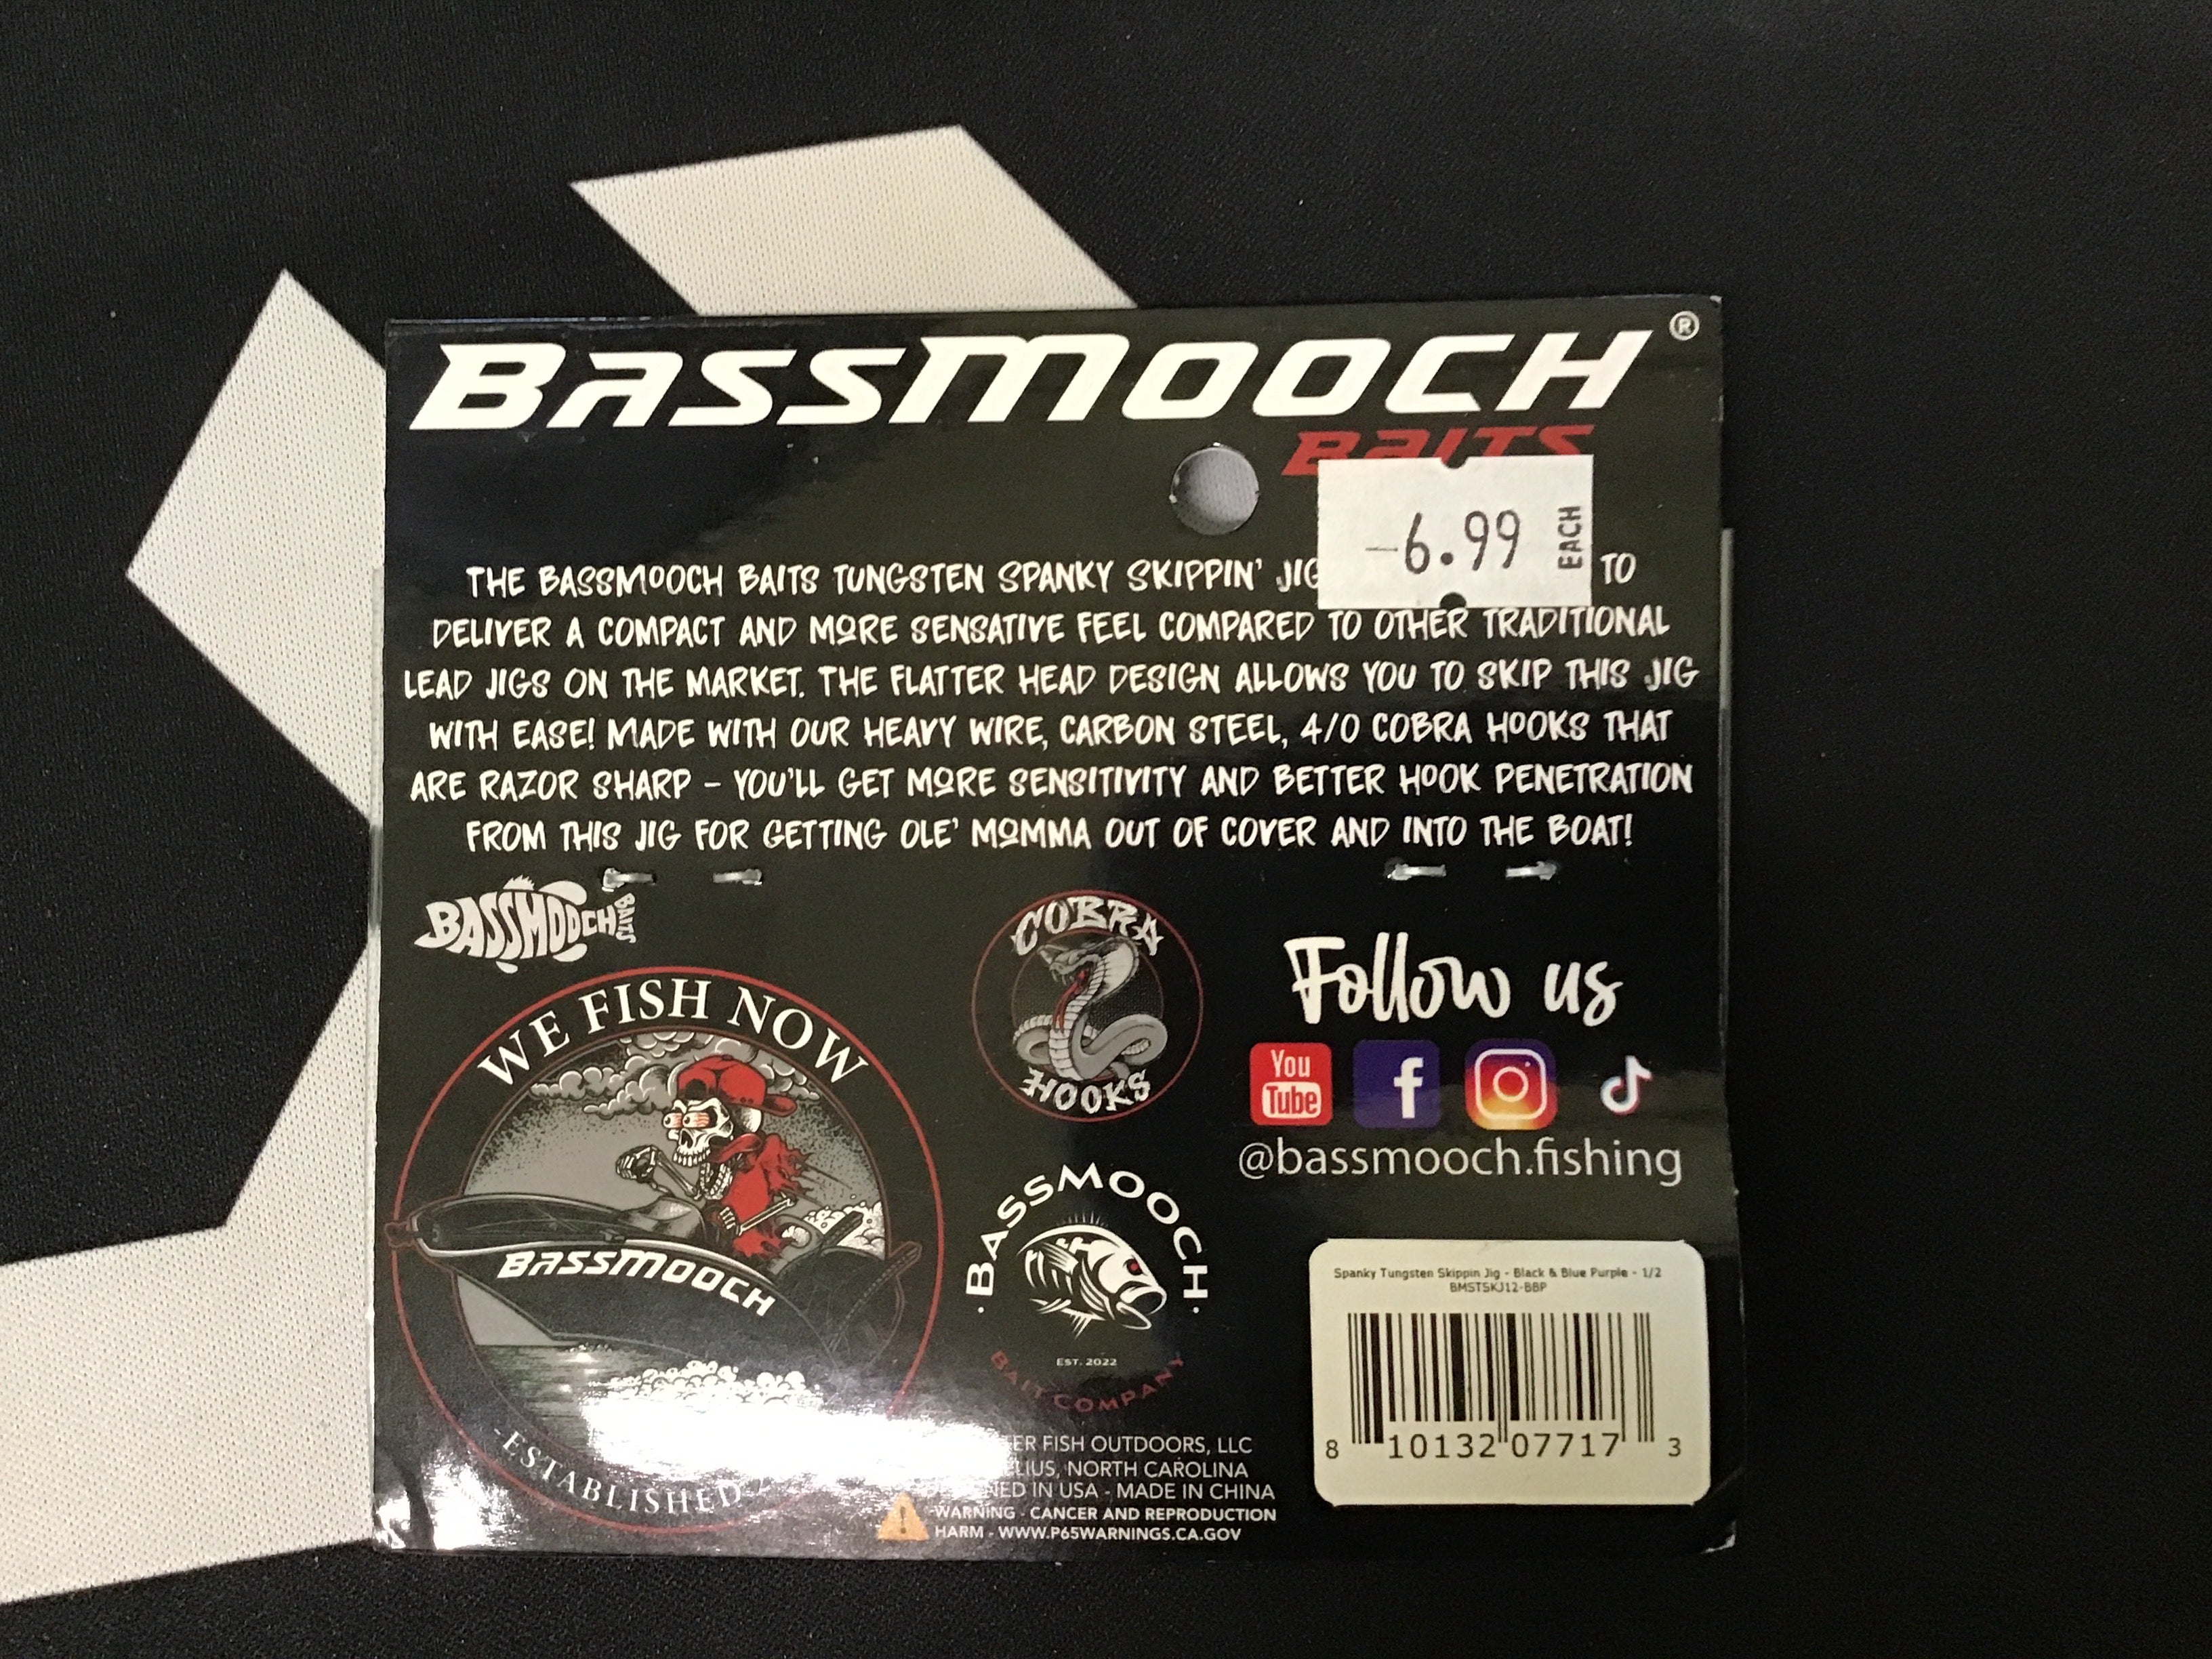 BASSMOOCH®
BAITS
-6.99 EACH
THE BASSMOOCH BAITS TUNGSTEN SPANKY SKIPPIN' JIG TO
DELIVER A COMPACT AND MORE SENSATIVE FEEL COMPARED TO OTHER TRADITIONAL
LEAD JIGS ON THE MARKET. THE FLATTER HEAD DESIGN ALLOWS YOU TO SKIP THIS JIG
WITH EASE! MADE WITH OUR HEAVY WIRE, CARBON STEEL, 4/0 COBRA HOOKS THAT
ARE RAZOR SHARP - YOU'LL GET MORE SENSITIVITY AND BETTER HOOK PENETRATION
FROM THIS JIG FOR GETTING OLE' MOMMA OUT OF COVER AND INTO THE BOAT!
BASSMOOCH BAITS
WE FISH NOW
BASSMOOCH
-ESTABLISHED
COBRA
HOOKS
·BASSMOOCH·
EST. 2022
BAIT COMPANY
Follow us
You
Tube
f
@bassmooch.fishing
Spanky Tungsten Skippin Jig - Black & Blue Purple - 1/2
BMSTSKJ12-BBP
8 10132 07717 3
FISH OUTDOORS, LLC
NORTH CAROLINA
IN USA - MADE IN CHINA
WARNING - CANCER AND REPRODUCTION
HARM - WWW.P65WARNINGS.CA.GOV